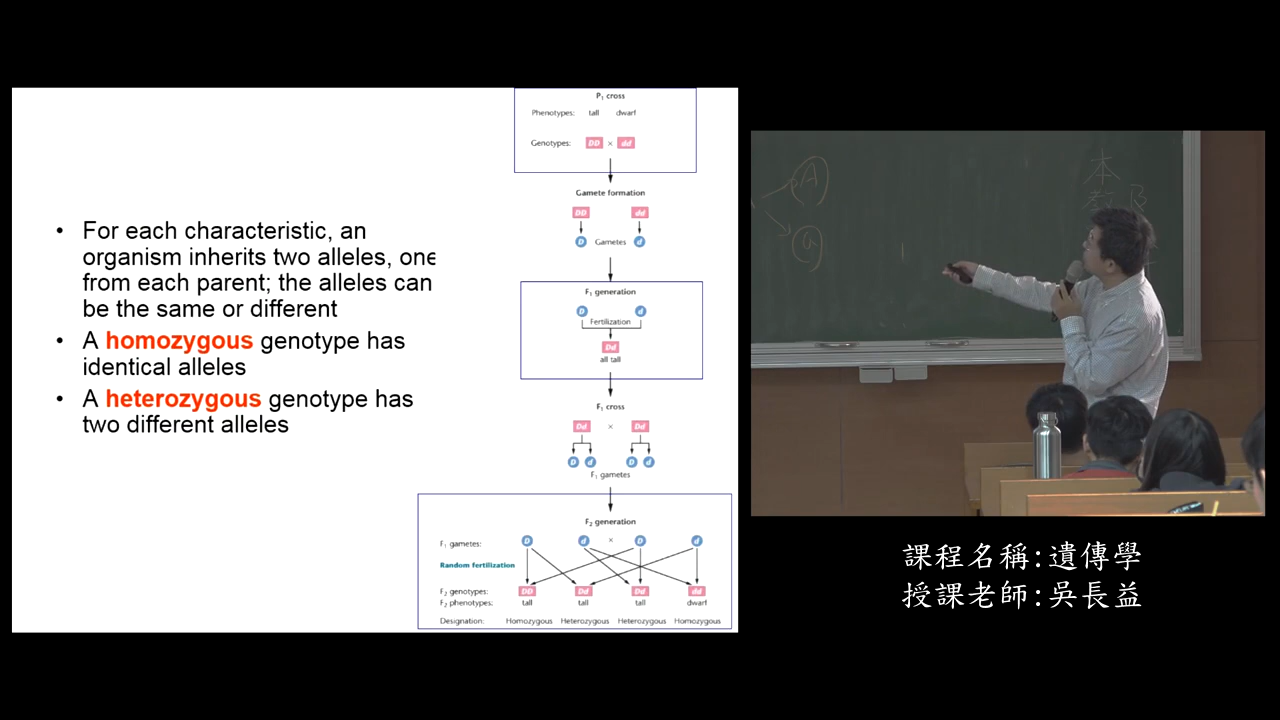 • For each characteristic, an
organism inherits two alleles, one
from each parent; the alleles can
be the same or different
• A homozygous genotype has
identical alleles
• A heterozygous genotype has
two different alleles
P1 cross
Phenotypes: tall dwarf
Genotypes: DD × dd
Gamete formation
DD dd
D Gametes d
F1 generation
D d
Fertilization
Dd
all tall
F1 cross
Dd × Dd
D d D d
F1 gametes
F2 generation
F1 gametes: D d × D d
Random fertilization
F2 genotypes: DD Dd Dd dd
F2 phenotypes: tall tall tall dwarf
Designation: Homozygous Heterozygous Heterozygous Homozygous
A
a
本
課程名稱:遺傳學
授課老師:吳長益